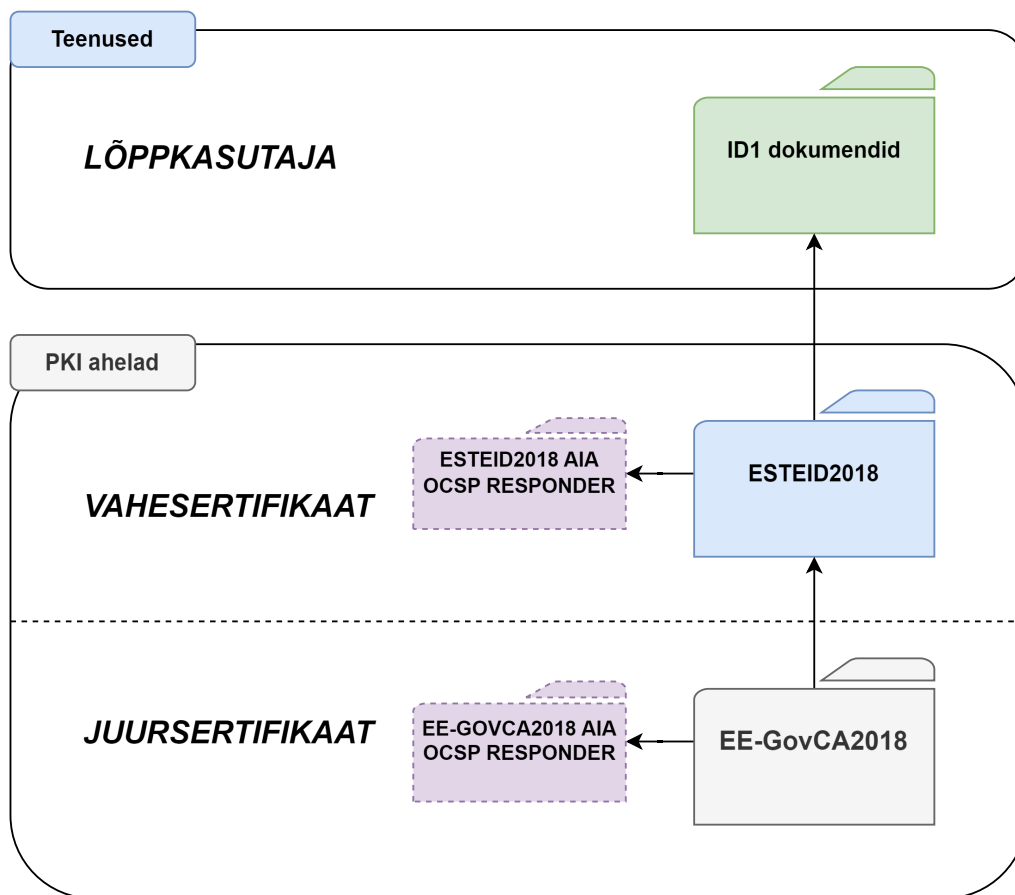 Teenused
LÕPPKASUTAJA
ID1 dokumendid
PKI ahelad
VAHESERTIFIKAAT
ESTEID2018 AIA
OCSP RESPONDER
ESTEID2018
JUURSERTIFIKAAT
EE-GOVCA2018 AIA
OCSP RESPONDER
EE-GovCA2018